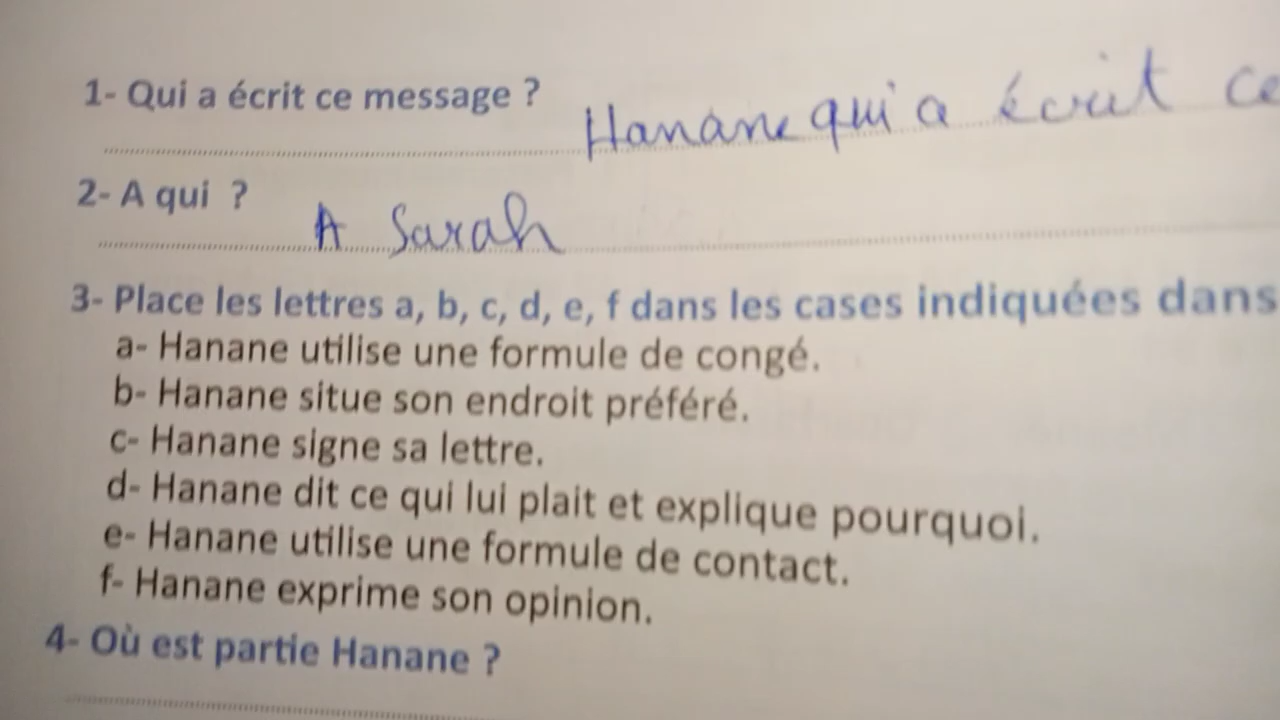 1- Qui a écrit ce message ?
Hanane qui a écrit ce
2- A qui ?
A Sarah
3- Place les lettres a, b, c, d, e, f dans les cases indiquées dans
a- Hanane utilise une formule de congé.
b- Hanane situe son endroit préféré.
c- Hanane signe sa lettre.
d- Hanane dit ce qui lui plait et explique pourquoi.
e- Hanane utilise une formule de contact.
f- Hanane exprime son opinion.
4- Où est partie Hanane ?